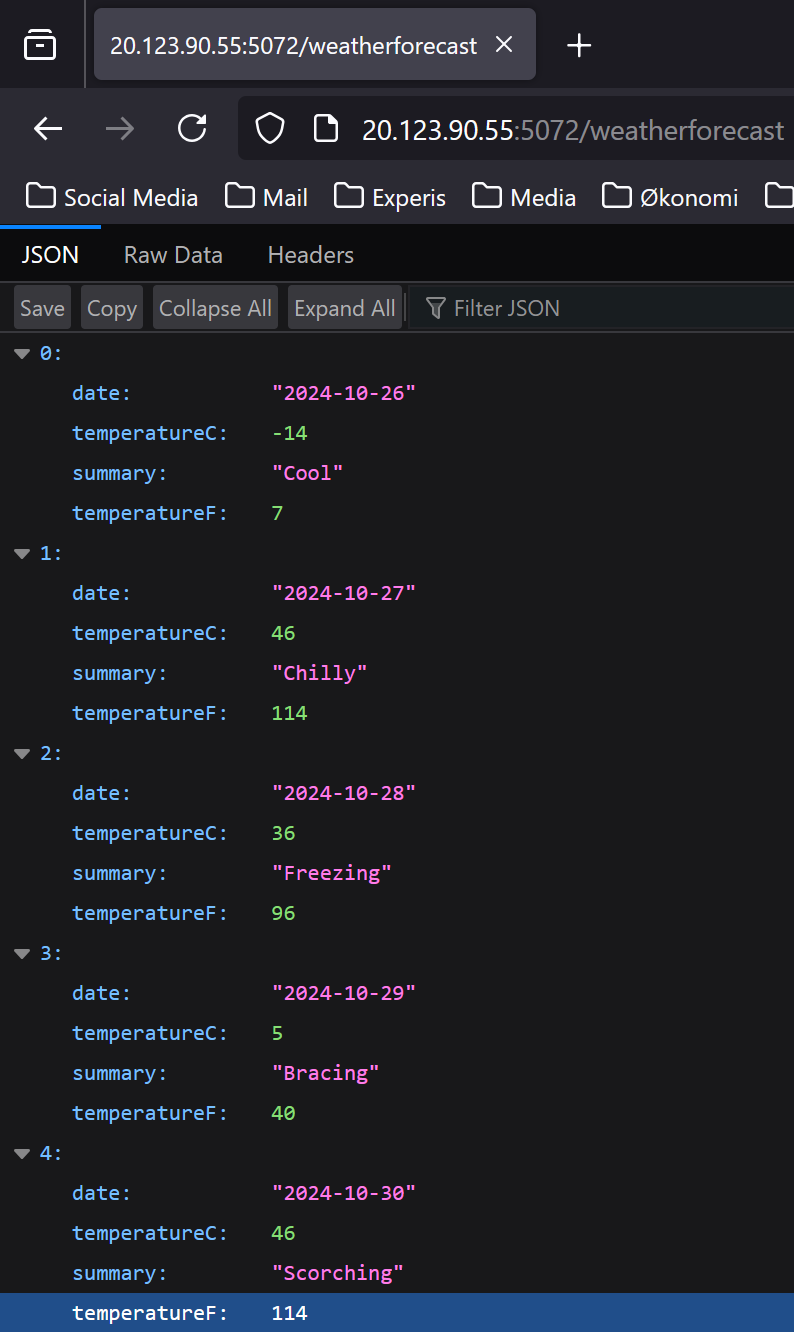 20.123.90.55:5072/weatherforecast
20.123.90.55:5072/weatherforecast
Social Media Mail Experis Media Økonomi
JSON Raw Data Headers
Save Copy Collapse All Expand All Filter JSON
0:
date: "2024-10-26"
temperatureC: -14
summary: "Cool"
temperatureF: 7
1:
date: "2024-10-27"
temperatureC: 46
summary: "Chilly"
temperatureF: 114
2:
date: "2024-10-28"
temperatureC: 36
summary: "Freezing"
temperatureF: 96
3:
date: "2024-10-29"
temperatureC: 5
summary: "Bracing"
temperatureF: 40
4:
date: "2024-10-30"
temperatureC: 46
summary: "Scorching"
temperatureF: 114